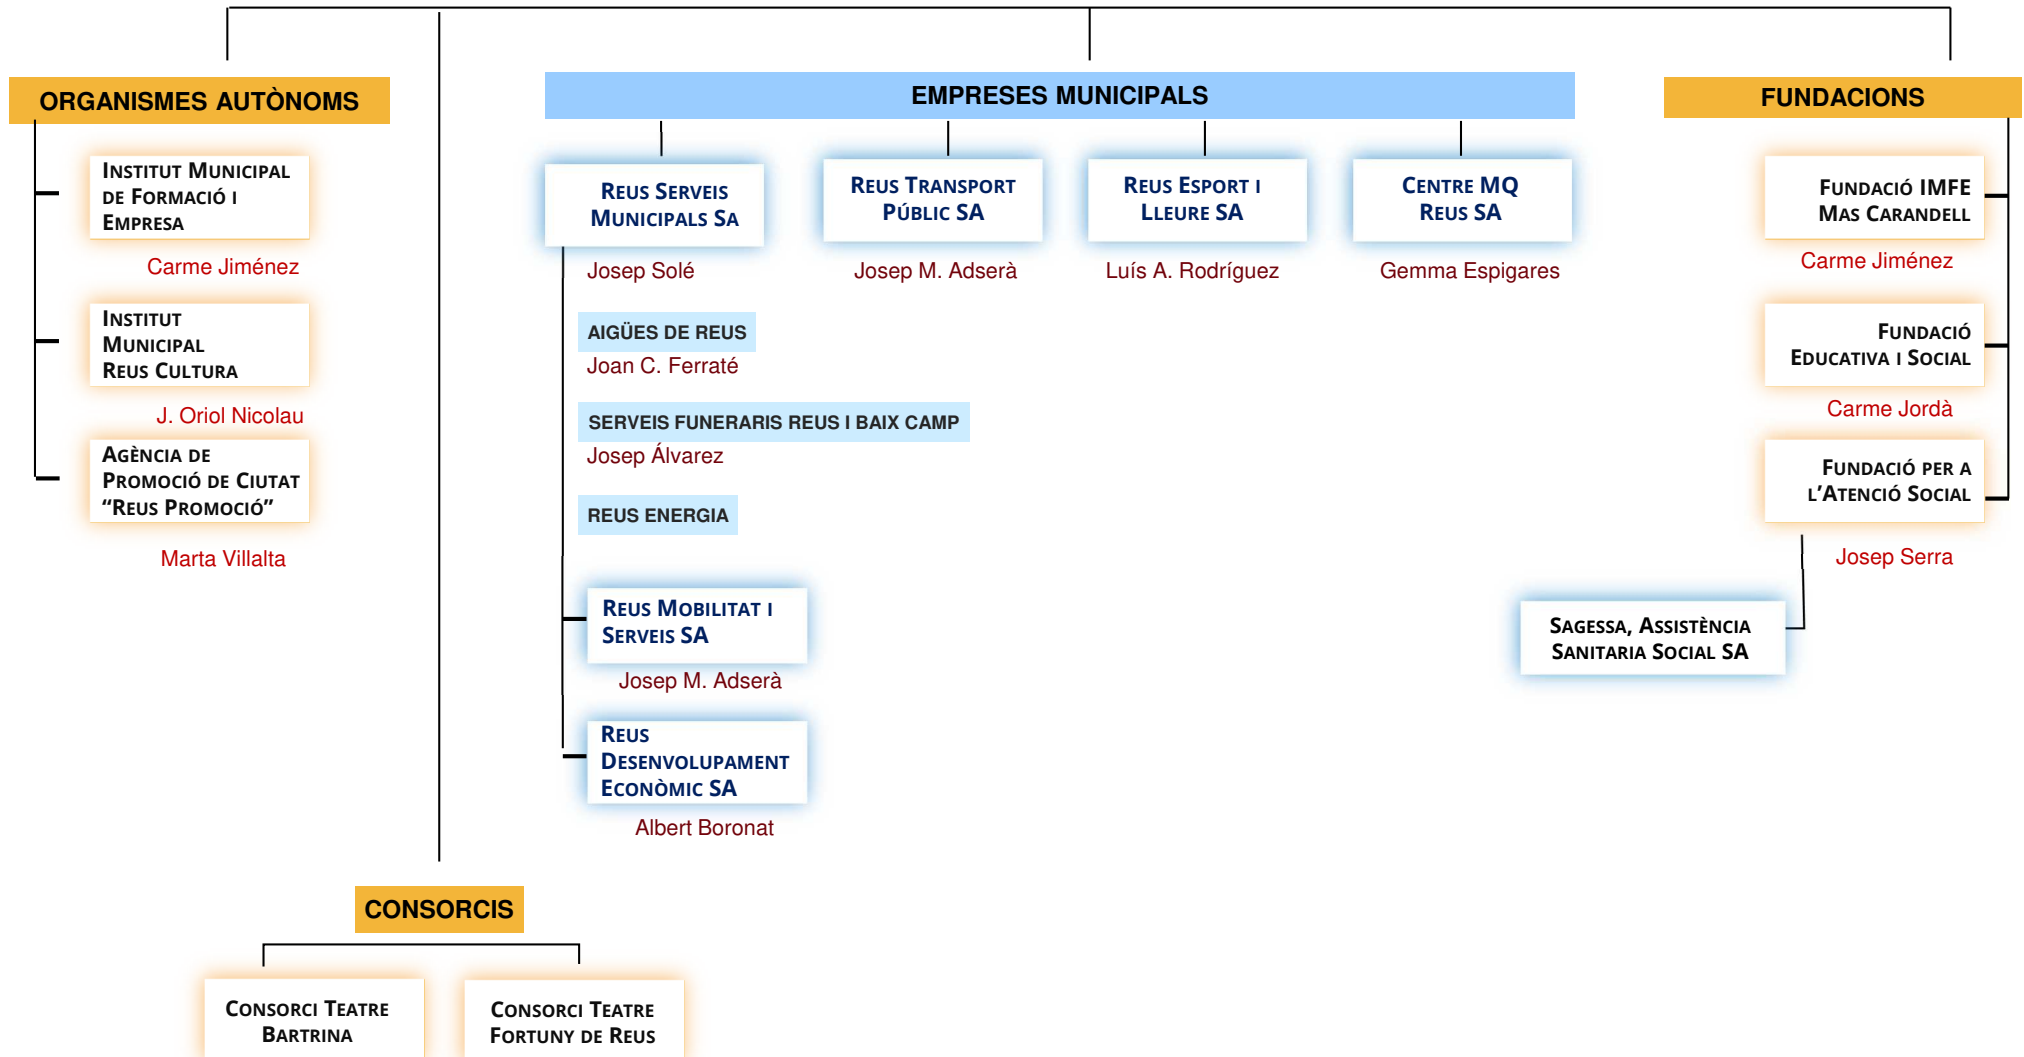 ORGANISMES AUTÒNOMS
INSTITUT MUNICIPAL
DE FORMACIÓ I
EMPRESA
Carme Jiménez
INSTITUT
MUNICIPAL
REUS CULTURA
J. Oriol Nicolau
AGÈNCIA DE
PROMOCIÓ DE CIUTAT
“REUS PROMOCIÓ”
Marta Villalta
EMPRESES MUNICIPALS
REUS SERVEIS
MUNICIPALS SA
Josep Solé
REUS TRANSPORT
PÚBLIC SA
Josep M. Adserà
REUS ESPORT I
LLEURE SA
Luís A. Rodríguez
CENTRE MQ
REUS SA
Gemma Espigares
AIGÜES DE REUS
Joan C. Ferraté
SERVEIS FUNERARIS REUS I BAIX CAMP
Josep Álvarez
REUS ENERGIA
REUS MOBILITAT I
SERVEIS SA
Josep M. Adserà
REUS
DESENVOLUPAMENT
ECONÒMIC SA
Albert Boronat
FUNDACIONS
FUNDACIÓ IMFE
MAS CARANDELL
Carme Jiménez
FUNDACIÓ
EDUCATIVA I SOCIAL
Carme Jordà
FUNDACIÓ PER A
L’ATENCIÓ SOCIAL
Josep Serra
SAGESSA, ASSISTÈNCIA
SANITARIA SOCIAL SA
CONSORCIS
CONSORCI TEATRE
BARTRINA
CONSORCI TEATRE
FORTUNY DE REUS